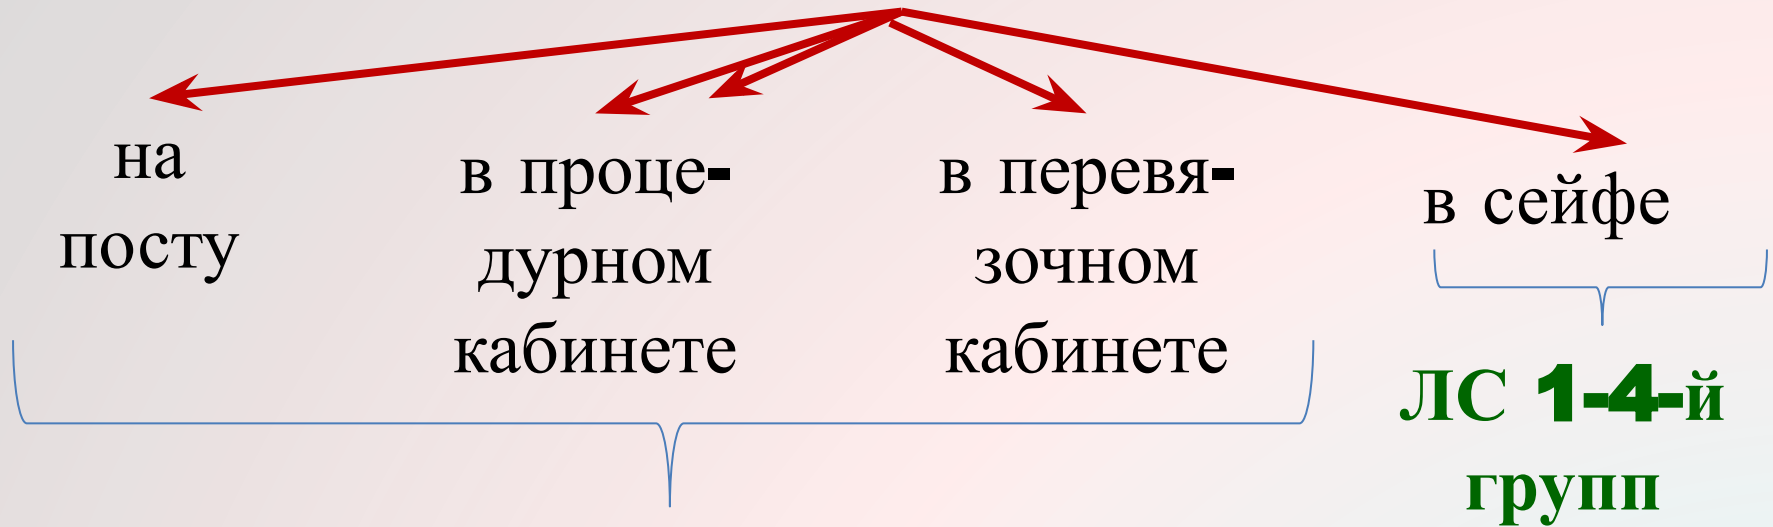 на
посту
в проце-
дурном
кабинете
в перевя-
зочном
кабинете
в сейфе
ЛС 1-4-й
групп